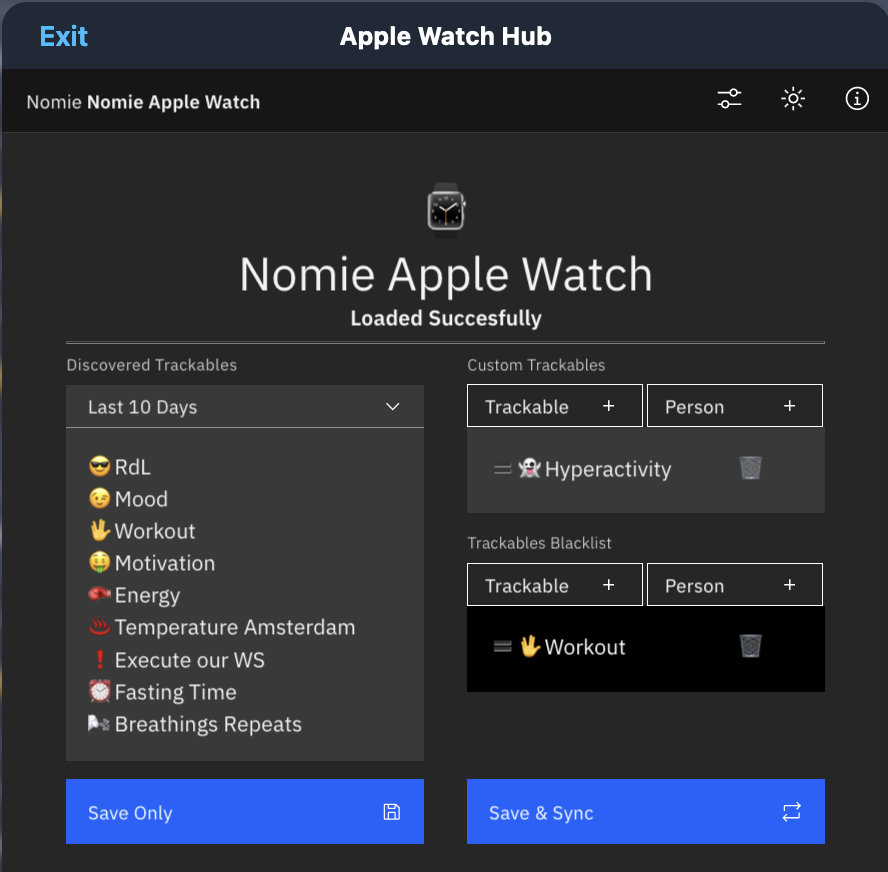 Exit
Apple Watch Hub
Nomie Nomie Apple Watch
Nomie Apple Watch
Loaded Succesfully
Discovered Trackables
Last 10 Days
RdL
Mood
Workout
Motivation
Energy
Temperature Amsterdam
Execute our WS
Fasting Time
Breathings Repeats
Save Only
Custom Trackables
Trackable +
Person +
Hyperactivity
Trackables Blacklist
Trackable +
Person +
Workout
Save & Sync